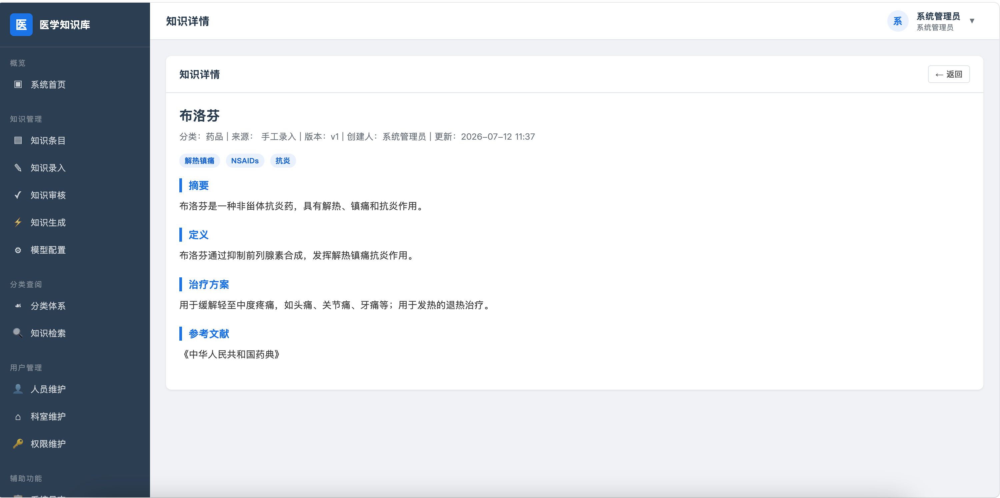 医 医学知识库
概览
系统首页
知识管理
知识条目
知识录入
知识审核
知识生成
模型配置
分类查阅
分类体系
知识检索
用户管理
人员维护
科室维护
权限维护
辅助功能
知识详情
系 系统管理员
系统管理员
知识详情
← 返回
布洛芬
分类：药品 | 来源： 手工录入 | 版本：v1 | 创建人：系统管理员 | 更新：2026-07-12 11:37
解热镇痛 NSAIDs 抗炎
摘要
布洛芬是一种非甾体抗炎药，具有解热、镇痛和抗炎作用。
定义
布洛芬通过抑制前列腺素合成，发挥解热镇痛抗炎作用。
治疗方案
用于缓解轻至中度疼痛，如头痛、关节痛、牙痛等；用于发热的退热治疗。
参考文献
《中华人民共和国药典》